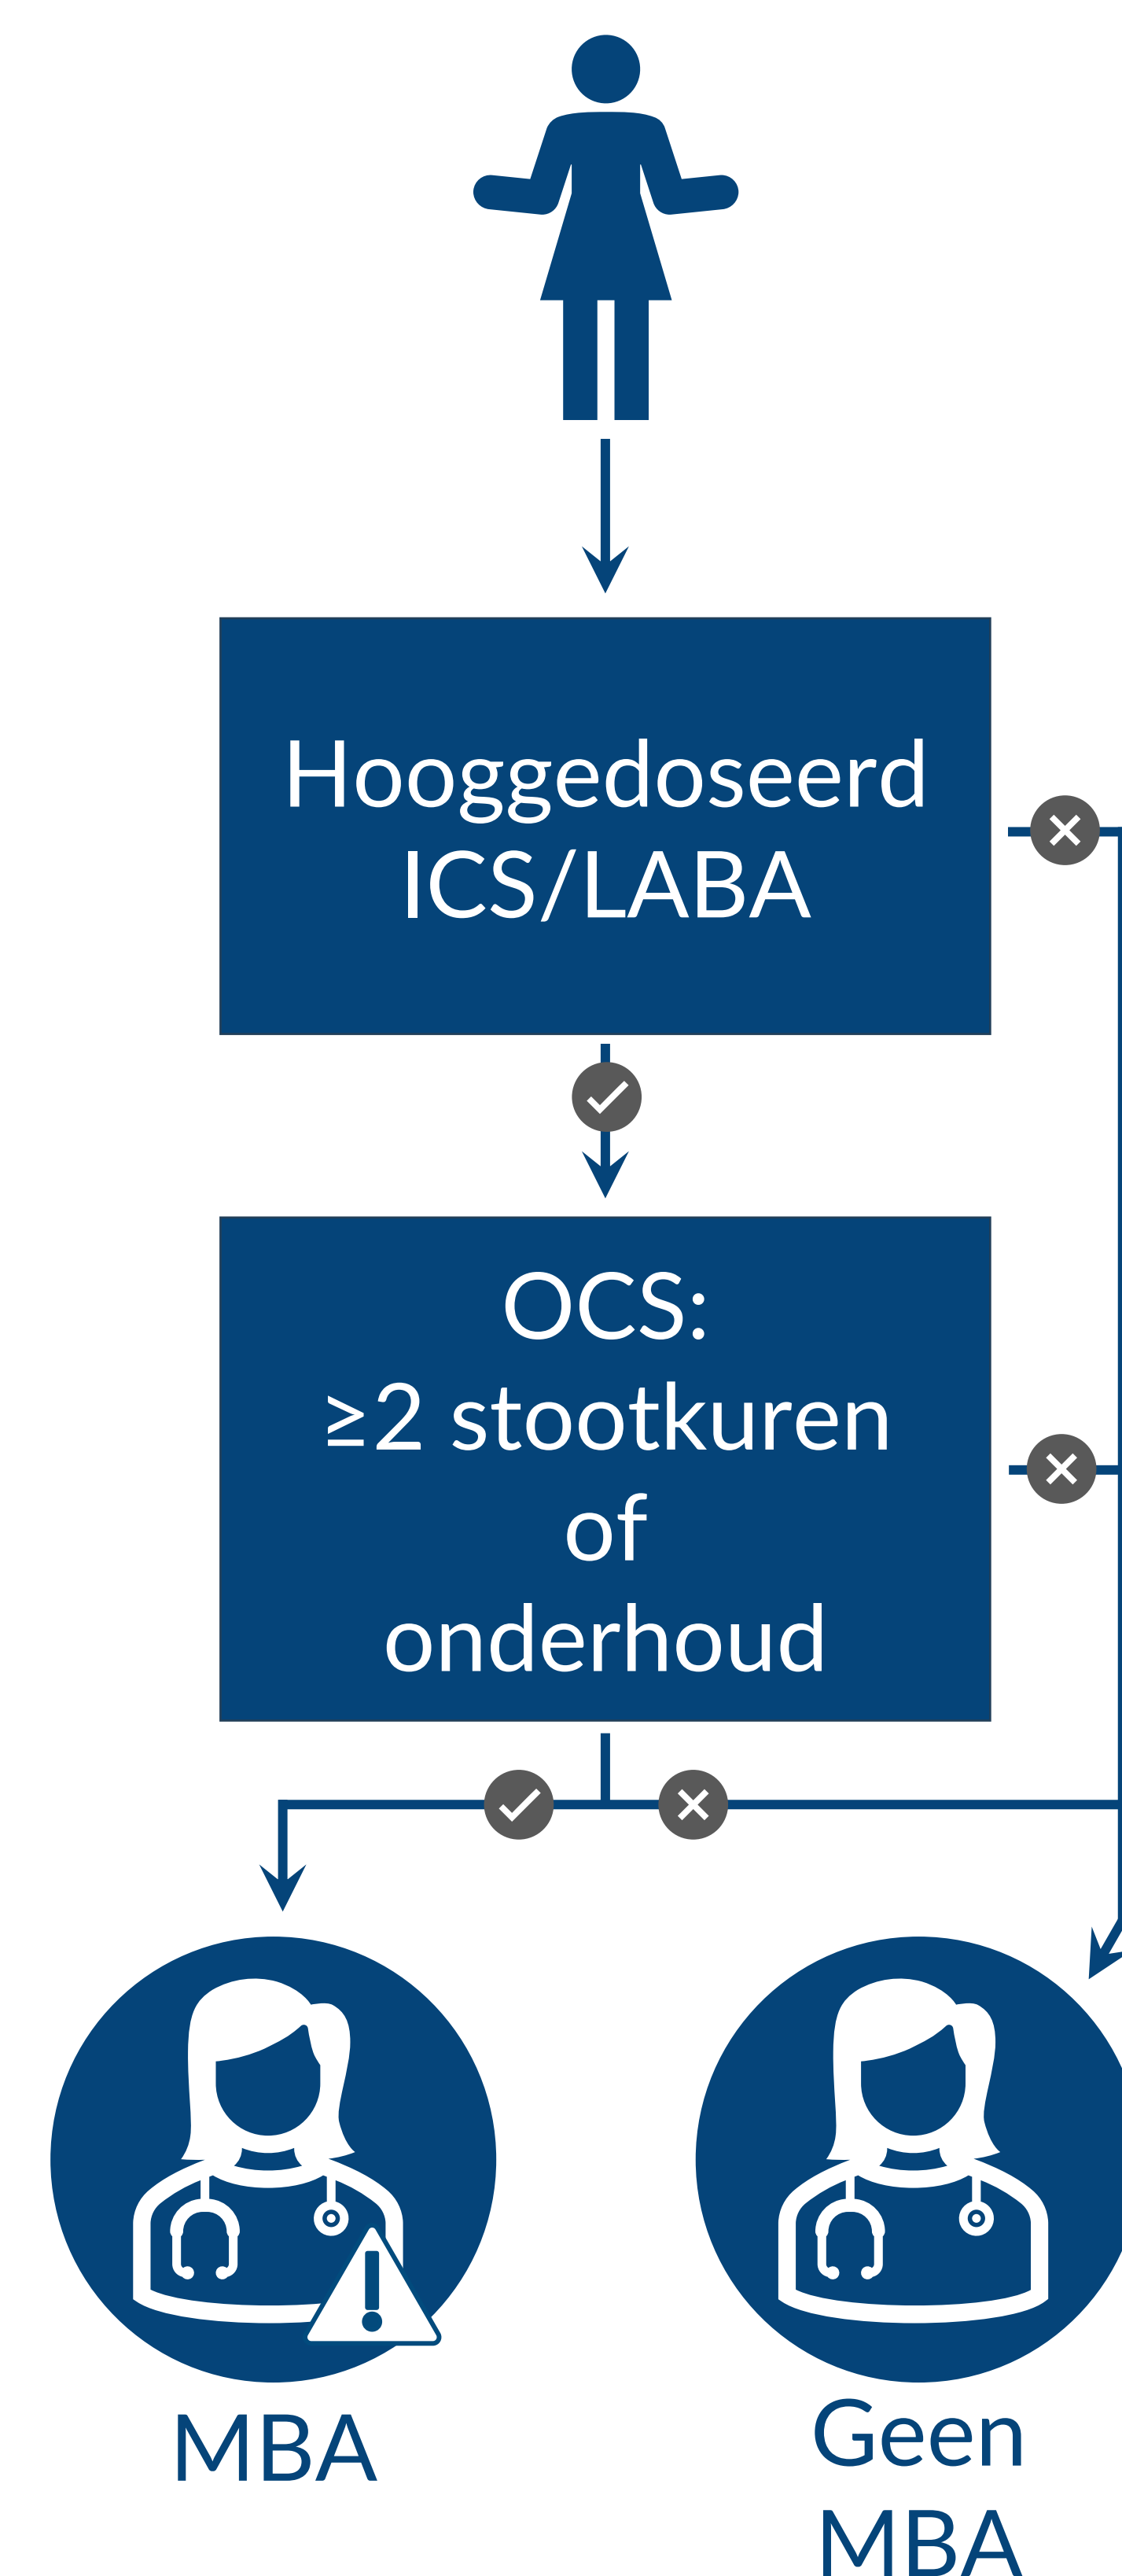 Hooggedoseerd
ICS/LABA
OCS:
≥2 stootkuren
of
onderhoud
MBA
Geen
MBA